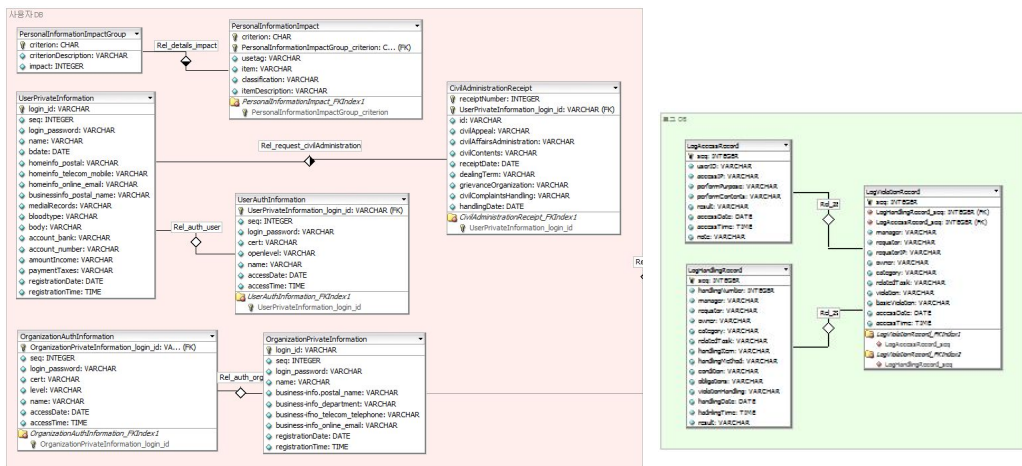 사용자 DB
PersonalInformationImpactGroup
criterion: CHAR
criterionDescription: VARCHAR
impact: INTEGER
Rel_details_impact
PersonalInformationImpact
criterion: CHAR
PersonalInformationImpactGroup_criterion: C... (FK)
usetag: VARCHAR
item: VARCHAR
classification: VARCHAR
itemDescription: VARCHAR
PersonalInformationImpact_FKIndex1
PersonalInformationImpactGroup_criterion
UserPrivateInformation
login_id: VARCHAR
seq: INTEGER
login_password: VARCHAR
name: VARCHAR
bdate: VARCHAR
homeinfo_postal: VARCHAR
homeinfo_telecom_mobile: VARCHAR
homeinfo_online_email: VARCHAR
businessinfo_postal_name: VARCHAR
medialRecords: VARCHAR
bloodtype: VARCHAR
body: VARCHAR
account_bank: VARCHAR
account_number: VARCHAR
amountIncome: VARCHAR
paymentTaxes: VARCHAR
registrationDate: DATE
registrationTime: TIME
Rel_request_civilAdministration
CivilAdministrationReceipt
receiptNumber: INTEGER
UserPrivateInformation_login_id: VARCHAR (FK)
id: VARCHAR
civilAppeal: VARCHAR
civilAffairsAdministration: VARCHAR
civilContents: VARCHAR
receiptDate: DATE
dealingTerm: VARCHAR
grievanceOrganization: VARCHAR
civilComplaintsHandling: VARCHAR
handlingDate: DATE
CivilAdministrationReceipt_FKIndex1
UserPrivateInformation_login_id
Rel_auth_user
UserAuthInformation
UserPrivateInformation_login_id: VARCHAR (FK)
seq: INTEGER
login_password: VARCHAR
cert: VARCHAR
openlevel: VARCHAR
name: VARCHAR
accessDate: DATE
accessTime: TIME
UserAuthInformation_FKIndex1
UserPrivateInformation_login_id
OrganizationAuthInformation
OrganizationPrivateInformation_login_id: VA... (FK)
seq: INTEGER
login_password: VARCHAR
cert: VARCHAR
level: VARCHAR
name: VARCHAR
accessDate: DATE
accessTime: TIME
OrganizationAuthInformation_FKIndex1
OrganizationPrivateInformation_login_id
Rel_auth_org
OrganizationPrivateInformation
login_id: VARCHAR
seq: INTEGER
login_password: VARCHAR
name: VARCHAR
business-info.postal_name: VARCHAR
business-info_department: VARCHAR
business-ifno_telecom_telephone: VARCHAR
business-info_online_email: VARCHAR
registrationDate: DATE
registrationTime: TIME
Re
로그 DB
LogAccessRecord
seq: INTEGER
userID: VARCHAR
accessIP: VARCHAR
performPurpose: VARCHAR
performContents: VARCHAR
result: VARCHAR
accessDate: DATE
accessTime: TIME
note: VARCHAR
LogHandlingRecord
seq: INTEGER
handlingNumber: INTEGER
manager: VARCHAR
requator: VARCHAR
owner: VARCHAR
category: VARCHAR
relatedTask: VARCHAR
handlingItem: VARCHAR
handlingMethod: VARCHAR
condition: VARCHAR
obligations: VARCHAR
violationHandling: VARCHAR
handlingDate: DATE
hadnlingTime: TIME
result: VARCHAR
LogViolationRecord
seq: INTEGER
LogHandlingRecord_seq: INTEGER (FK)
LogAccessRecord_seq: INTEGER (FK)
manager: VARCHAR
requator: VARCHAR
requatorIP: VARCHAR
owner: VARCHAR
category: VARCHAR
relatedTask: VARCHAR
violation: VARCHAR
basicViolation: VARCHAR
accessDate: DATE
accessTime: TIME
LogViolationRecord_FKIndex1
LogAccessRecord_seq
LogViolationRecord_FKIndex2
LogHandlingRecord_seq